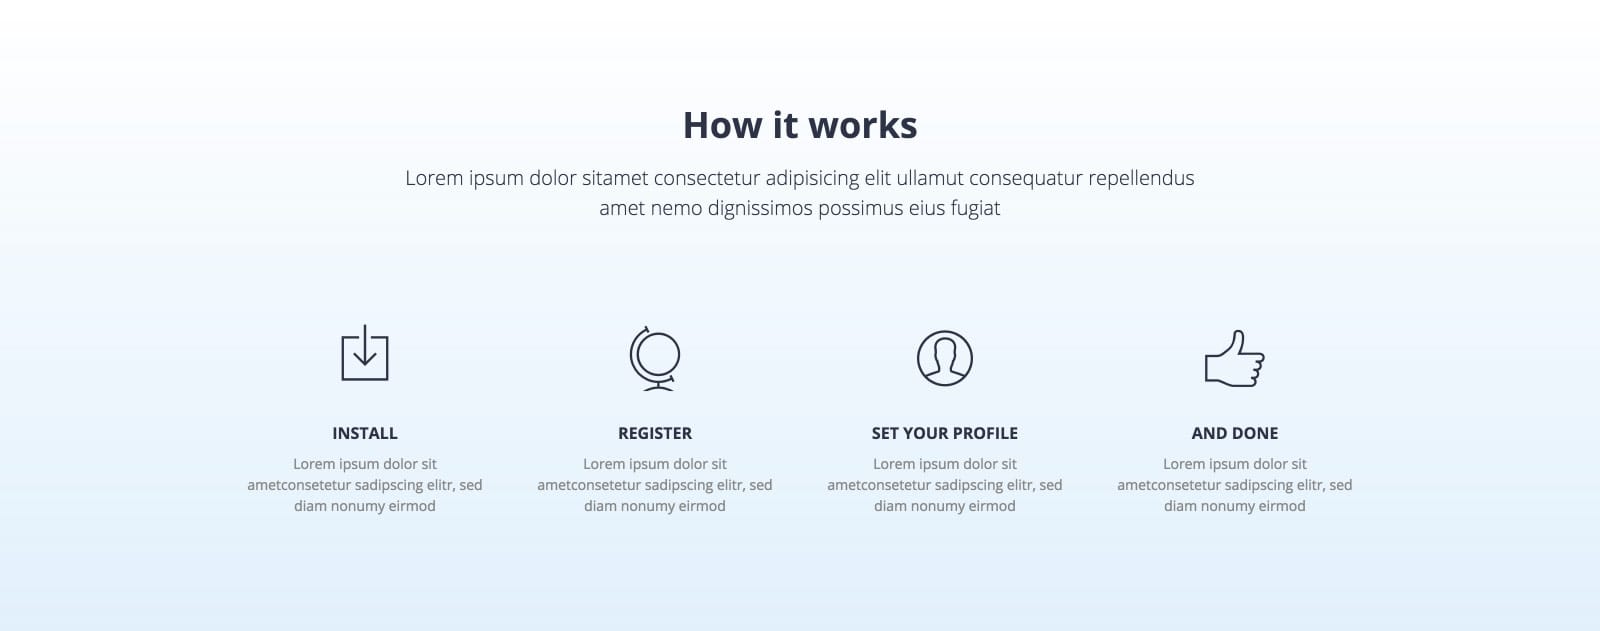 How it works
Lorem ipsum dolor sitamet consectetur adipisicing elit ullamut consequatur repellendus
amet nemo dignissimos possimus eius fugiat
INSTALL
Lorem ipsum dolor sit
ametconsetetur sadipscing elitr, sed
diam nonumy eirmod
REGISTER
Lorem ipsum dolor sit
ametconsetetur sadipscing elitr, sed
diam nonumy eirmod
SET YOUR PROFILE
Lorem ipsum dolor sit
ametconsetetur sadipscing elitr, sed
diam nonumy eirmod
AND DONE
Lorem ipsum dolor sit
ametconsetetur sadipscing elitr, sed
diam nonumy eirmod